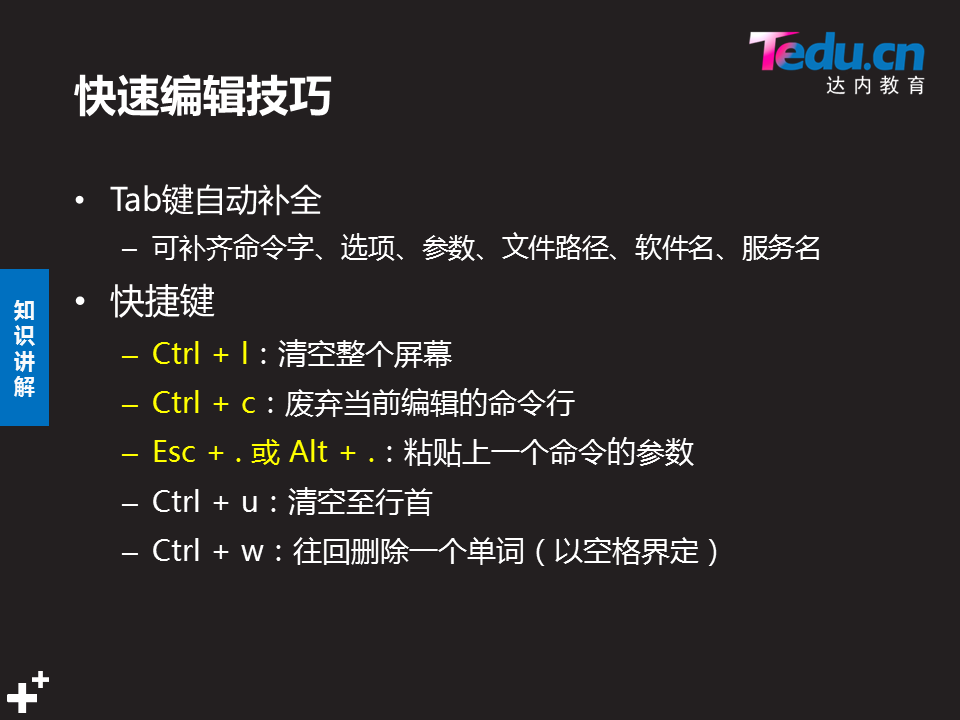 Tedu.cn
达内教育
快速编辑技巧
• Tab键自动补全
– 可补齐命令字、选项、参数、文件路径、软件名、服务名
• 快捷键
– Ctrl + l：清空整个屏幕
– Ctrl + c：废弃当前编辑的命令行
– Esc + . 或 Alt + .：粘贴上一个命令的参数
– Ctrl + u：清空至行首
– Ctrl + w：往回删除一个单词（以空格界定）
知
识
讲
解